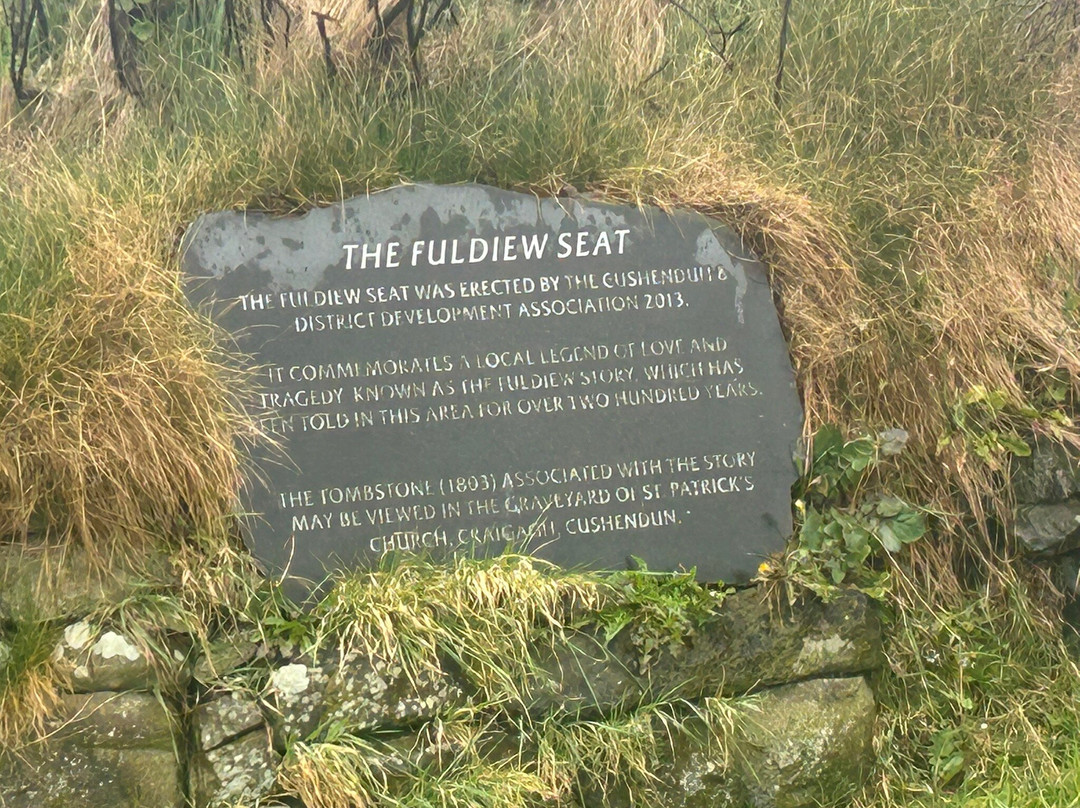 THE FULDIEW SEAT
THE FULDIEW SEAT WAS ERECTED BY THE CUSHENDUN &
DISTRICT DEVELOPMENT ASSOCIATION 2013.
IT COMMEMORATES A LOCAL LEGEND OF LOVE AND
TRAGEDY KNOWN AS THE FULDIEW STORY, WHICH HAS
EEN TOLD IN THIS AREA FOR OVER TWO HUNDRED YEARS.
THE TOMBSTONE (1803) ASSOCIATED WITH THE STORY
MAY BE VIEWED IN THE GRAVEYARD OF ST. PATRICK'S
CHURCH, CRAIGAGH, CUSHENDUN.